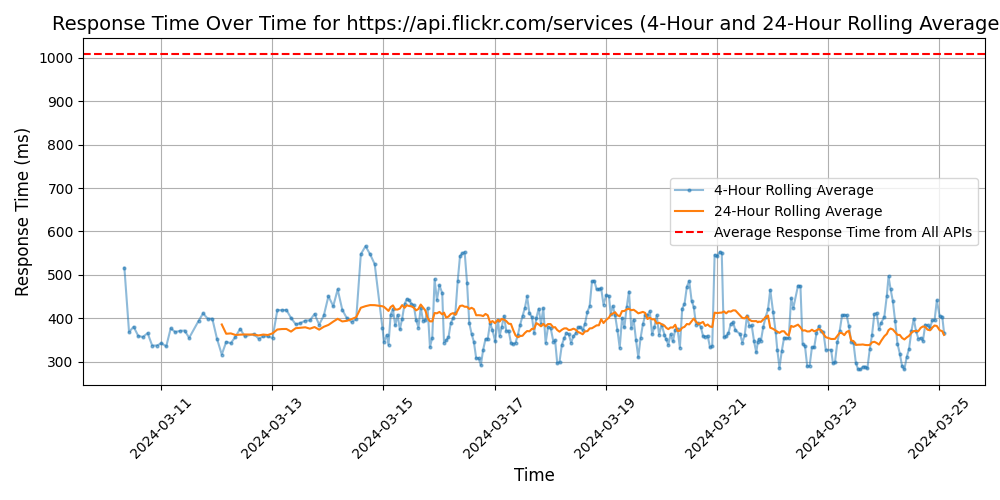 Response Time Over Time for https://api.flickr.com/services (4-Hour and 24-Hour Rolling Average
Response Time (ms)
1000
900
800
700
600
500
400
300
4-Hour Rolling Average
24-Hour Rolling Average
Average Response Time from All APIs
2024-03-11
2024-03-13
2024-03-15
2024-03-17
2024-03-19
2024-03-21
2024-03-23
2024-03-25
Time